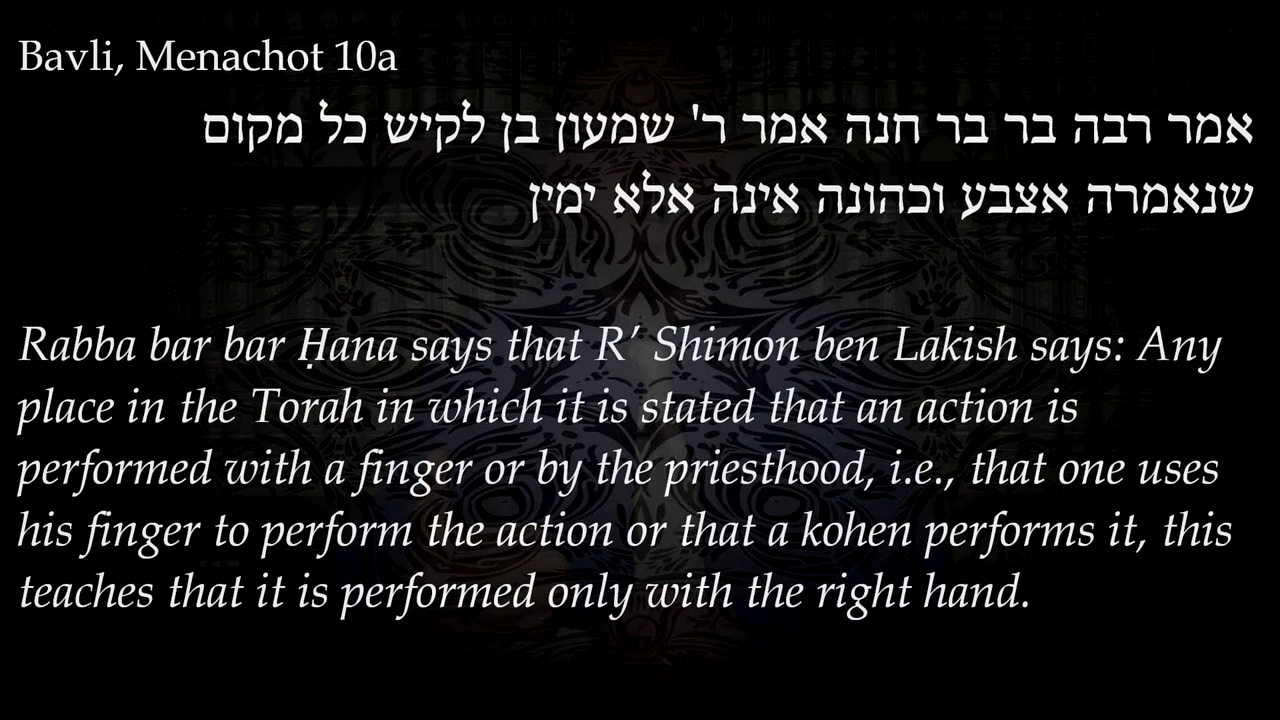 Bavli, Menachot 10a
אמר רבה בר בר חנה אמר ר' שמעון בן לקיש כל מקום
שנאמרה אצבע וכהונה אינה אלא ימין
Rabba bar bar Ḥana says that R’ Shimon ben Lakish says: Any
place in the Torah in which it is stated that an action is
performed with a finger or by the priesthood, i.e., that one uses
his finger to perform the action or that a kohen performs it, this
teaches that it is performed only with the right hand.